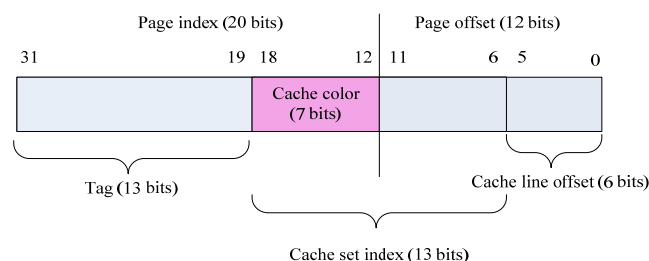 Page index (20 bits) Page offset (12 bits)
31 19 18 12 11 6 5 0
Cache color
(7 bits)
Tag (13 bits)
Cache line offset (6 bits)
Cache set index (13 bits)